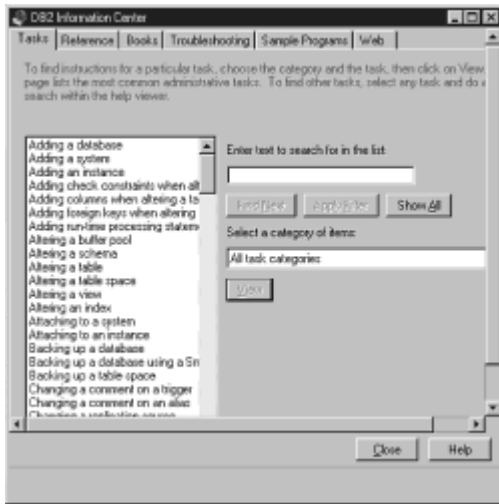 DB2 Information Center
Tasks Reference Books Troubleshooting Sample Programs Web
To find instructions for a particular task, choose the category and the task, then click on View.
page lists the most common administrative tasks. To find other tasks, select any task and do a
search within the help viewer.
Adding a database
Adding a system
Adding an instance
Adding check constraints when alt
Adding columns when altering a ta
Adding foreign keys when altering
Adding run-time processing statem
Altering a buffer pool
Altering a schema
Altering a table
Altering a table space
Altering a view
Altering an index
Attaching to a system
Attaching to an instance
Backing up a database
Backing up a database using a Sm
Backing up a table space
Changing a comment on a trigger
Changing a comment on an alias
Changing a replication source
Enter text to search for in the list:
Find Next Apply Filter Show All
Select a category of items:
All task categories
View
Close Help